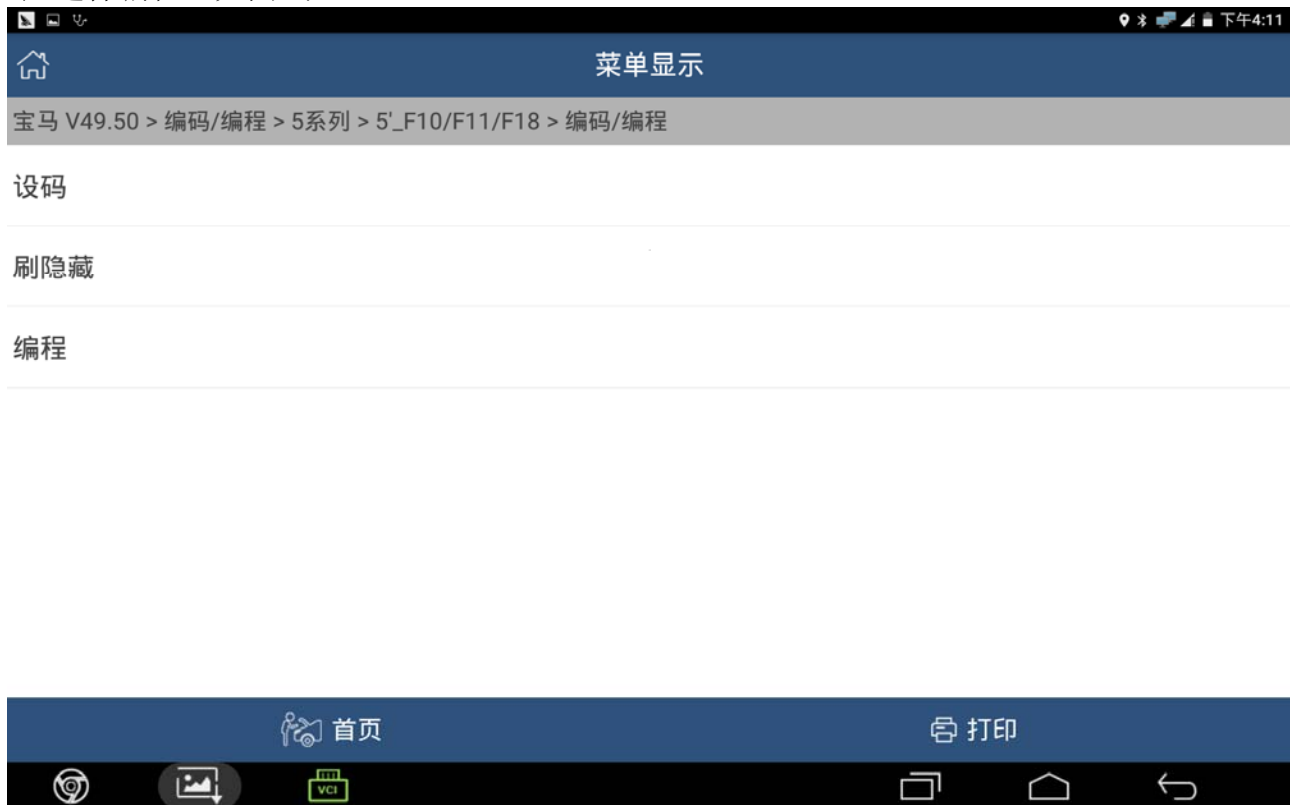 下午4:11
菜单显示
宝马 V49.50 > 编码/编程 > 5系列 > 5'_F10/F11/F18 > 编码/编程
设码
刷隐藏
编程
首页
打印
VCI